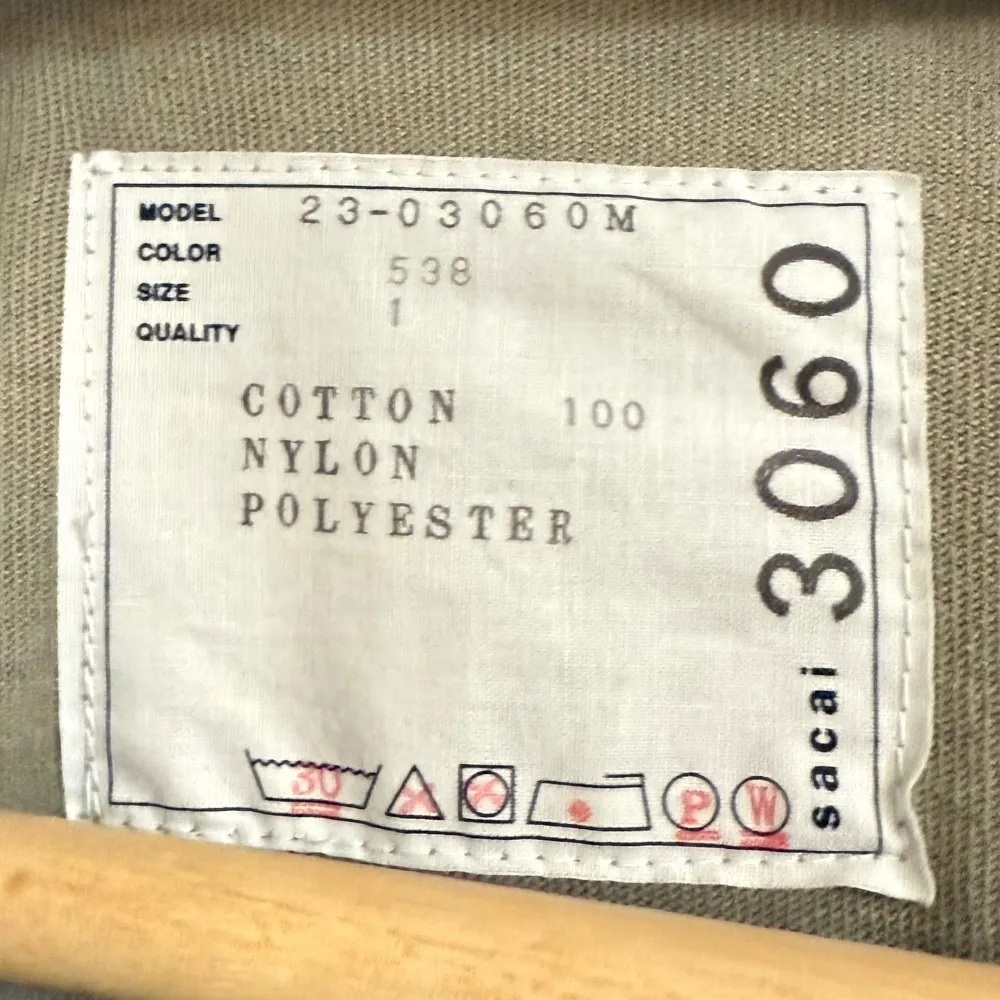 MODEL 23-03060M
COLOR 538
SIZE 1
QUALITY
COTTON 100
NYLON
POLYESTER
30 P W
sacai 3060